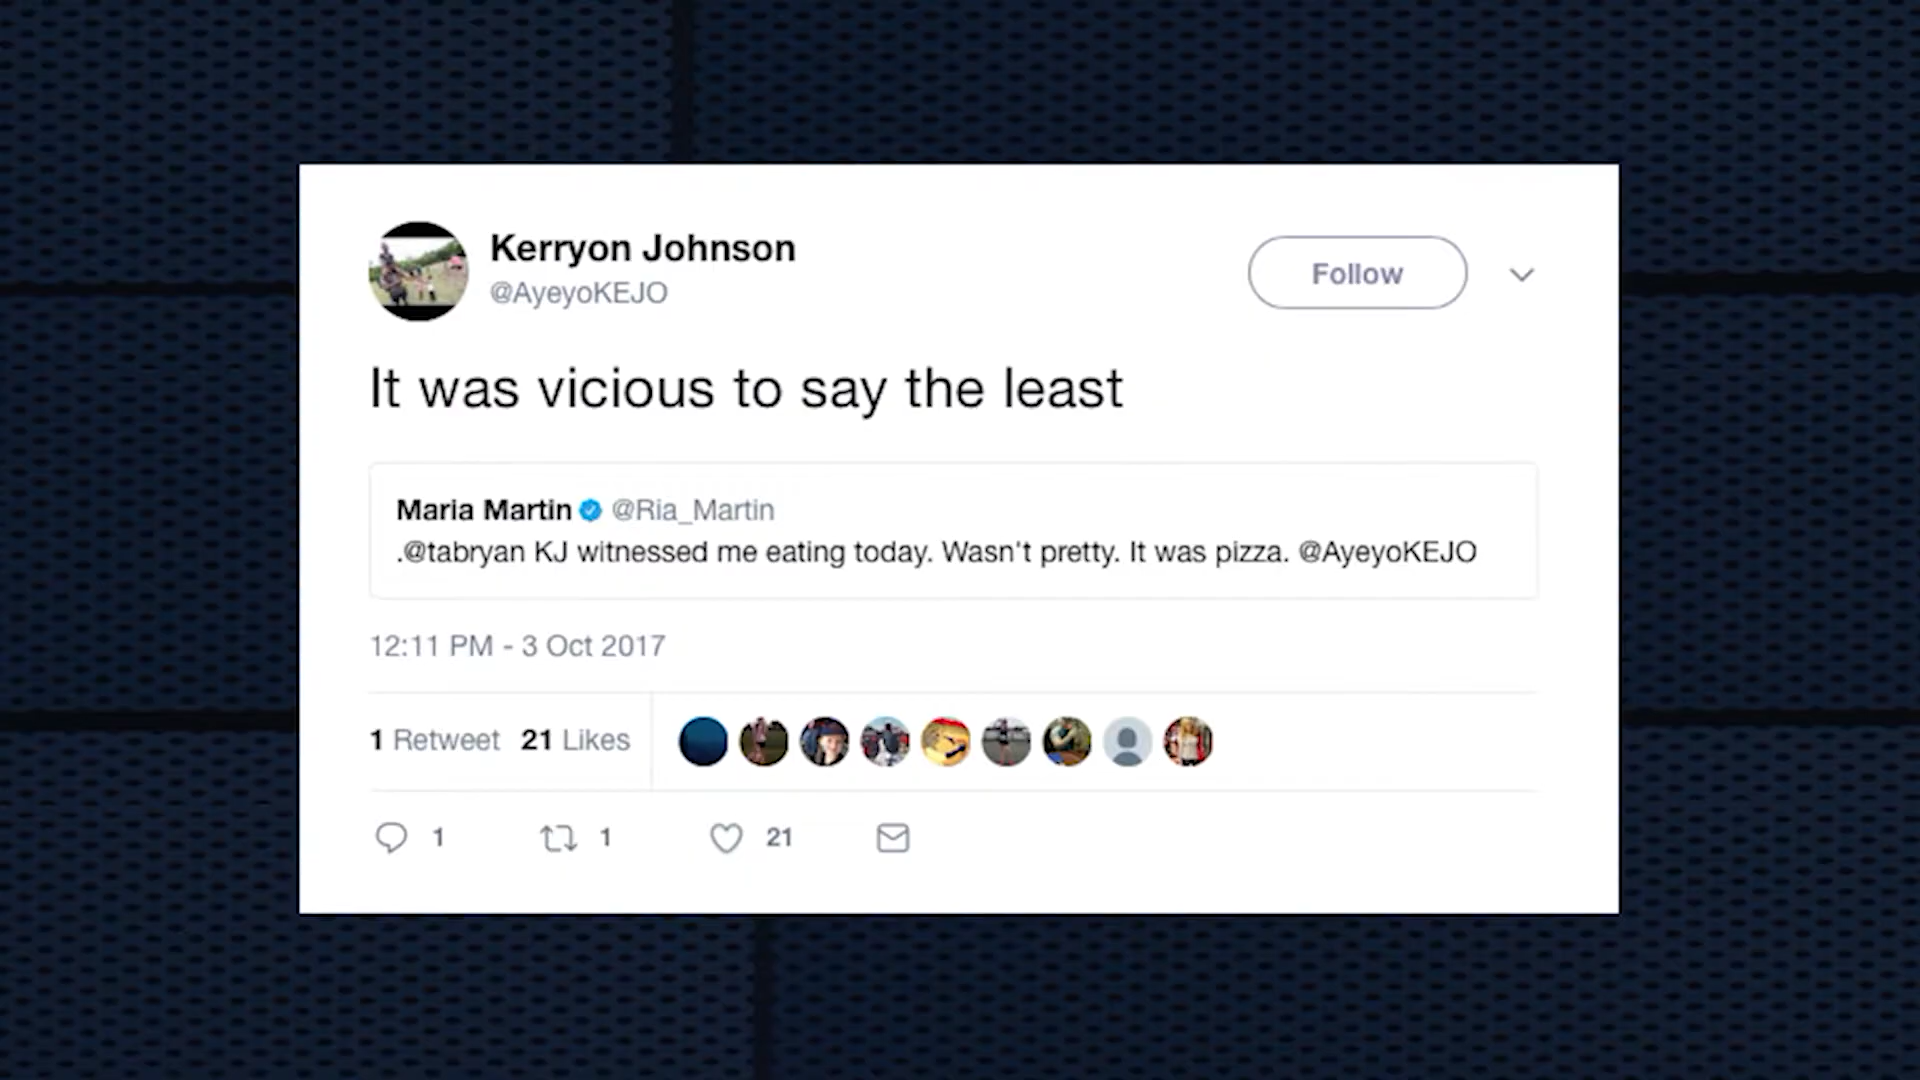 Kerryon Johnson
@AyeyoKEJO
Follow
It was vicious to say the least
Maria Martin @Ria_Martin
.@tabryan KJ witnessed me eating today. Wasn't pretty. It was pizza. @AyeyoKEJO
12:11 PM - 3 Oct 2017
1 Retweet 21 Likes
1 1 21